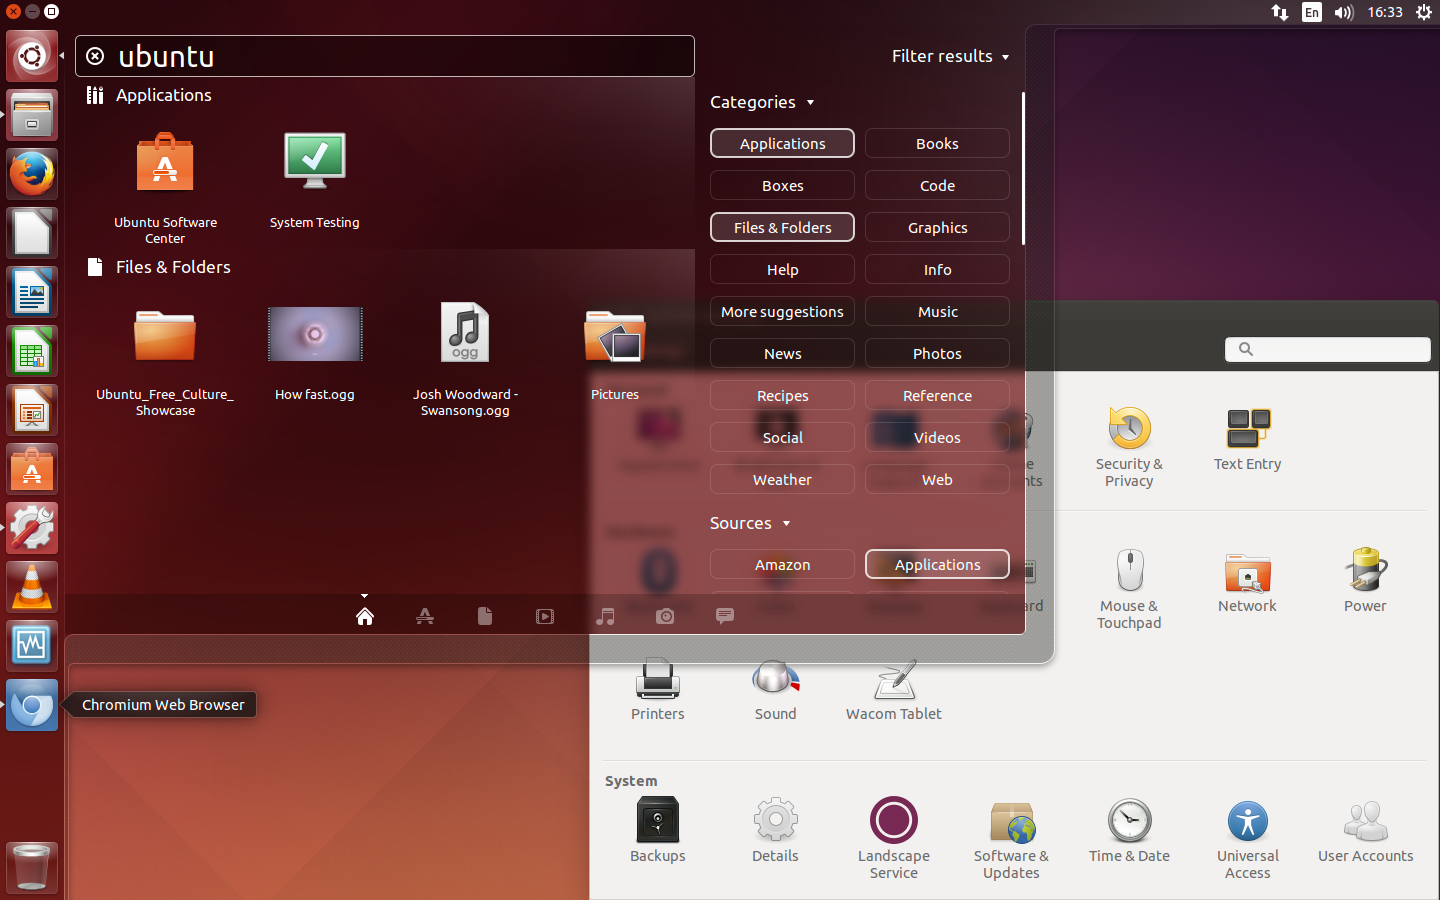 En
16:33
ubuntu
Filter results
Applications
Ubuntu Software
Center
System Testing
Files & Folders
Ubuntu_Free_Culture_
Showcase
How fast.ogg
ogg
Josh Woodward -
Swansong.ogg
Pictures
Categories
Applications
Books
Boxes
Code
Files & Folders
Graphics
Help
Info
More suggestions
Music
News
Photos
Recipes
Reference
Social
Videos
Weather
Web
Sources
Amazon
Applications
Security &
Privacy
Text Entry
Mouse &
Touchpad
Network
Power
Chromium Web Browser
Printers
Sound
Wacom Tablet
System
Backups
Details
Landscape
Service
Software &
Updates
Time & Date
Universal
Access
User Accounts